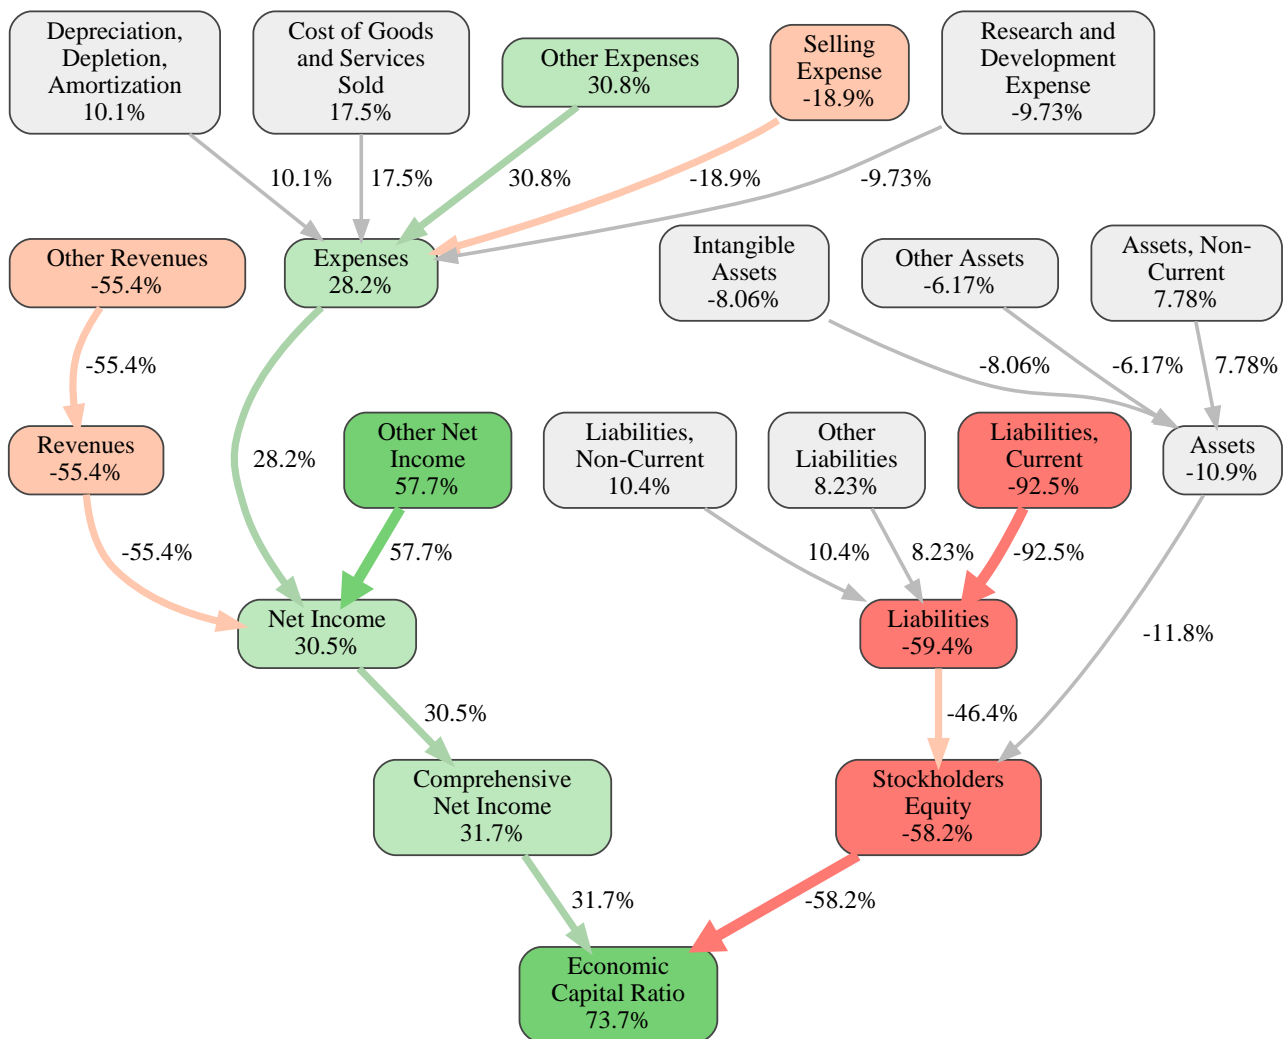 Depreciation,
Depletion,
Amortization
10.1%
Cost of Goods
and Services
Sold
17.5%
Other Expenses
30.8%
Selling
Expense
-18.9%
Research and
Development
Expense
-9.73%
10.1%
17.5%
30.8%
-18.9%
-9.73%
Other Revenues
-55.4%
Expenses
28.2%
Intangible
Assets
-8.06%
Other Assets
-6.17%
Assets, Non-
Current
7.78%
-55.4%
-8.06%
-6.17%
7.78%
Revenues
-55.4%
28.2%
Other Net
Income
57.7%
Liabilities,
Non-Current
10.4%
Other
Liabilities
8.23%
Liabilities,
Current
-92.5%
Assets
-10.9%
-55.4%
57.7%
10.4%
8.23%
-92.5%
Net Income
30.5%
Liabilities
-59.4%
-11.8%
30.5%
-46.4%
Comprehensive
Net Income
31.7%
Stockholders
Equity
-58.2%
31.7%
-58.2%
Economic
Capital Ratio
73.7%